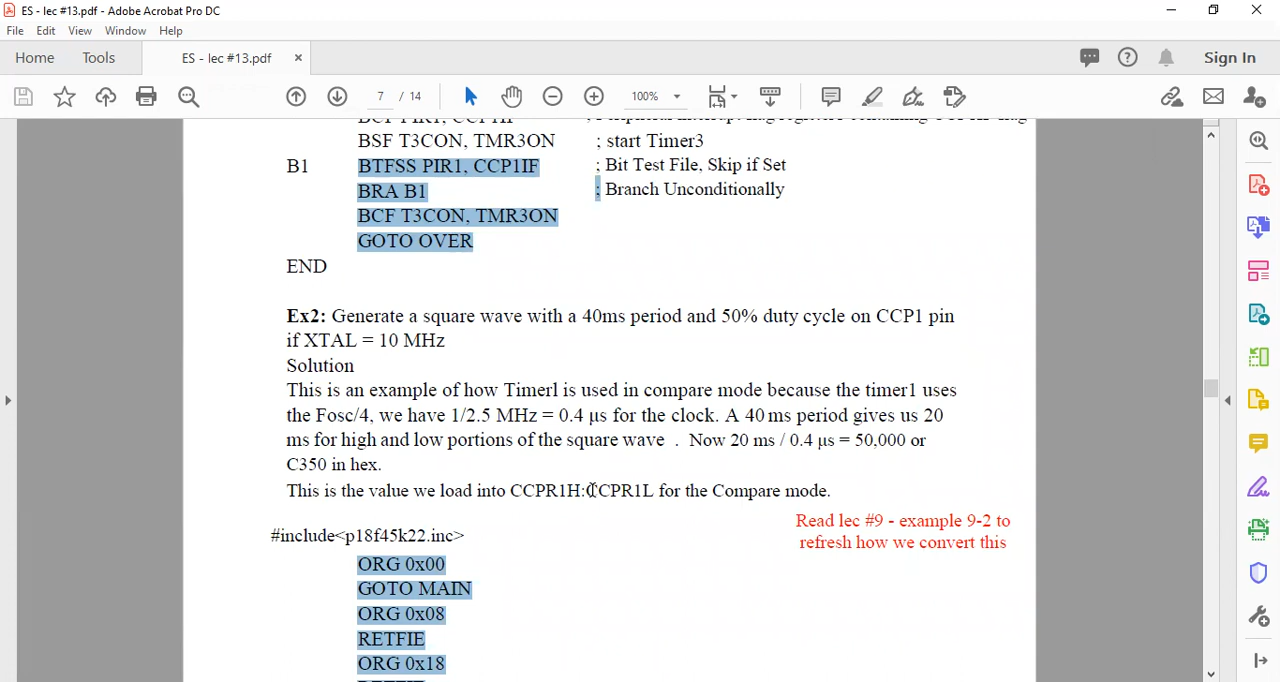 ES - lec #13.pdf - Adobe Acrobat Pro DC
File Edit View Window Help
Home Tools ES - lec #13.pdf × Sign In
7 / 14 100%
BSF T3CON, TMR3ON ; start Timer3
B1 BTFSS PIR1, CCP1IF ; Bit Test File, Skip if Set
BRA B1 ; Branch Unconditionally
BCF T3CON, TMR3ON
GOTO OVER
END
Ex2: Generate a square wave with a 40ms period and 50% duty cycle on CCP1 pin
if XTAL = 10 MHz
Solution
This is an example of how Timerl is used in compare mode because the timer1 uses
the Fosc/4, we have 1/2.5 MHz = 0.4 µs for the clock. A 40 ms period gives us 20
ms for high and low portions of the square wave . Now 20 ms / 0.4 µs = 50,000 or
C350 in hex.
This is the value we load into CCPR1H:CCPR1L for the Compare mode.
Read lec #9 - example 9-2 to
refresh how we convert this
#include<p18f45k22.inc>
ORG 0x00
GOTO MAIN
ORG 0x08
RETFIE
ORG 0x18